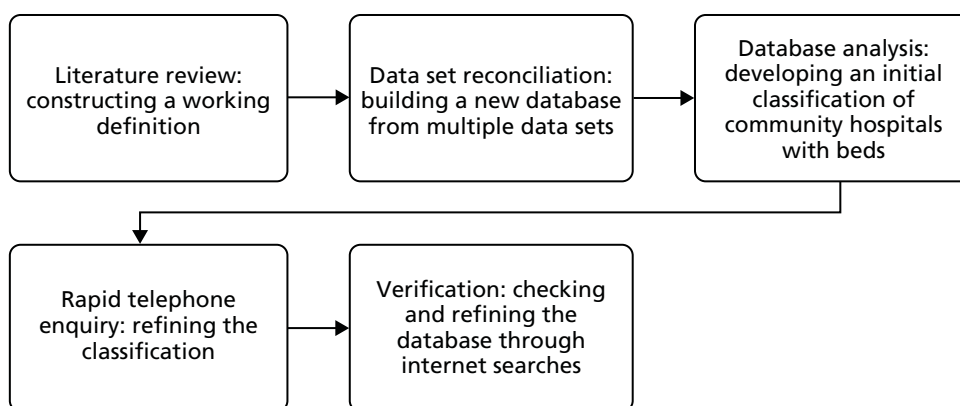 Literature review:
constructing a working
definition
Data set reconciliation:
building a new database
from multiple data sets
Database analysis:
developing an initial
classification of
community hospitals
with beds
Rapid telephone
enquiry: refining the
classification
Verification: checking
and refining the
database through
internet searches